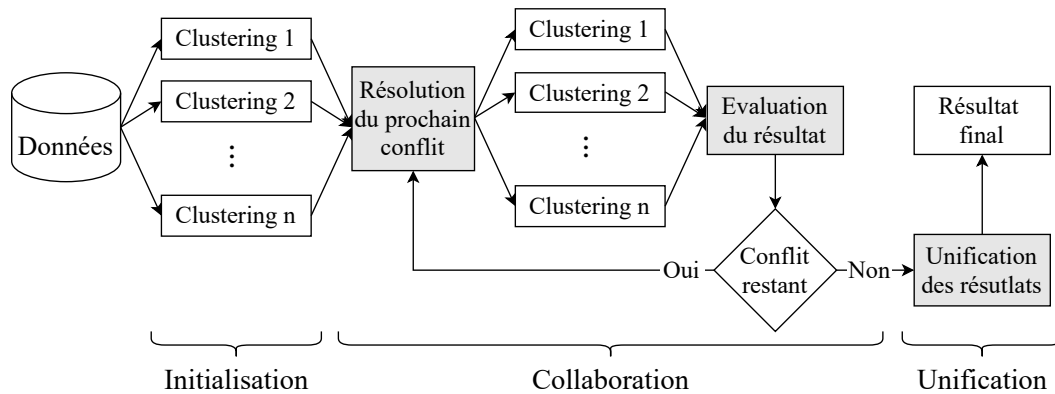 Données
Clustering 1
Clustering 2
⋮
Clustering n
Résolution
du prochain
conflit
Clustering 1
Clustering 2
⋮
Clustering n
Evaluation
du résultat
Conflit
restant
Oui
Non
Résultat
final
Unification
des résutlats
Initialisation
Collaboration
Unification